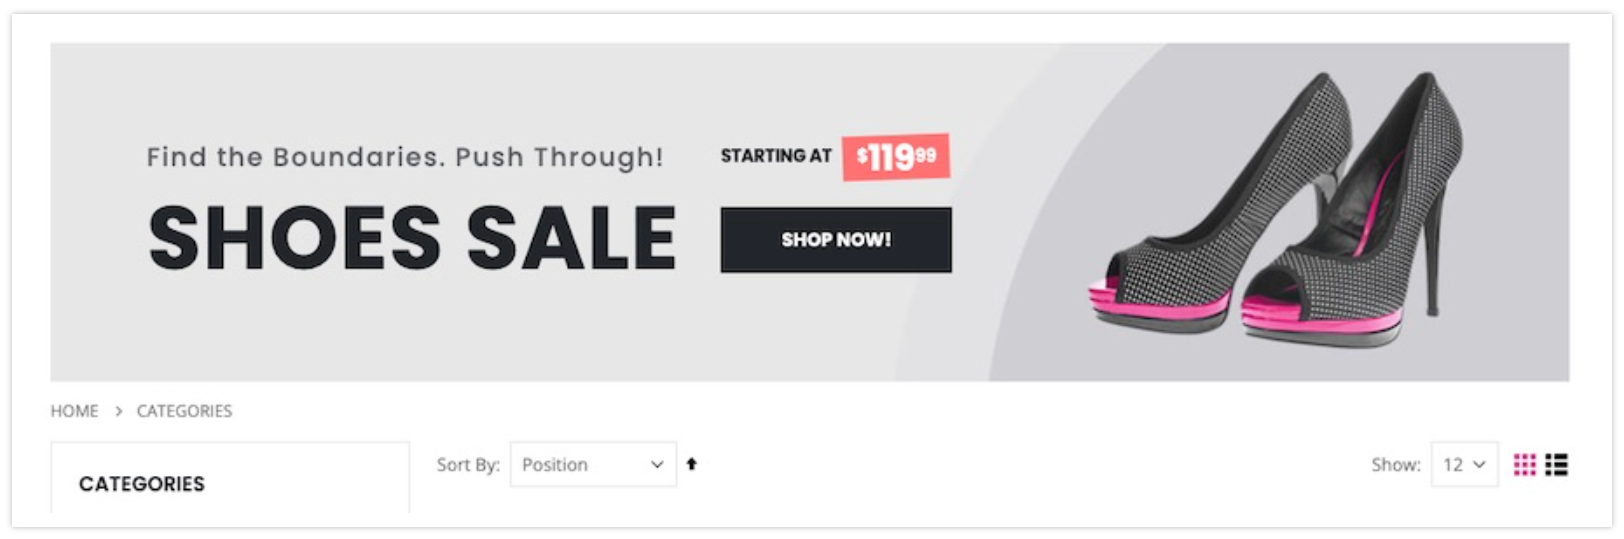 Find the Boundaries. Push Through!
SHOES SALE
STARTING AT $11999
SHOP NOW!
HOME > CATEGORIES
CATEGORIES
Sort By: Position
Show: 12